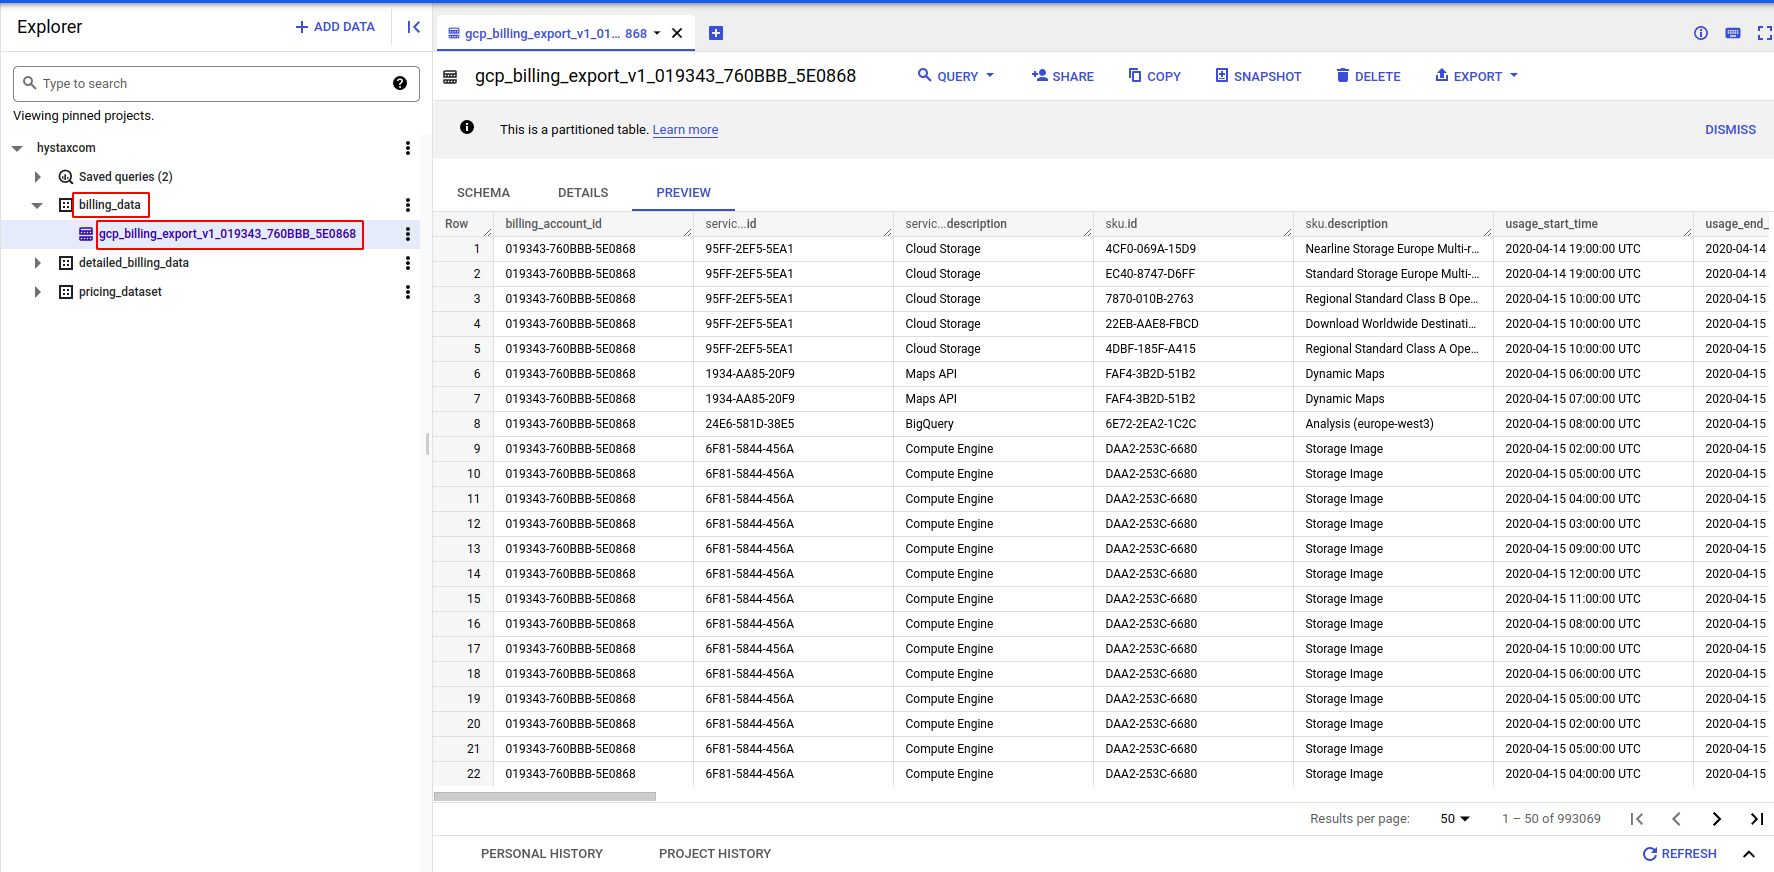 Explorer
ADD DATA
Type to search
Viewing pinned projects.
hystaxcom
Saved queries (2)
billing_data
gcp_billing_export_v1_019343_760BBB_5E0868
detailed_billing_data
pricing_dataset
gcp_billing_export_v1_01... 868
gcp_billing_export_v1_019343_760BBB_5E0868
QUERY SHARE COPY SNAPSHOT DELETE EXPORT
This is a partitioned table. Learn more DISMISS
SCHEMA DETAILS PREVIEW
Row billing_account_id servic...id servic...description sku.id sku.description usage_start_time usage_end_
1 019343-760BBB-5E0868 95FF-2EF5-5EA1 Cloud Storage 4CF0-069A-15D9 Nearline Storage Europe Multi-r... 2020-04-14 19:00:00 UTC 2020-04-14
2 019343-760BBB-5E0868 95FF-2EF5-5EA1 Cloud Storage EC40-8747-D6FF Standard Storage Europe Multi-... 2020-04-14 19:00:00 UTC 2020-04-14
3 019343-760BBB-5E0868 95FF-2EF5-5EA1 Cloud Storage 7870-010B-2763 Regional Standard Class B Ope... 2020-04-15 10:00:00 UTC 2020-04-15
4 019343-760BBB-5E0868 95FF-2EF5-5EA1 Cloud Storage 22EB-AAE8-FBCD Download Worldwide Destinati... 2020-04-15 10:00:00 UTC 2020-04-15
5 019343-760BBB-5E0868 95FF-2EF5-5EA1 Cloud Storage 4DBF-185F-A415 Regional Standard Class A Ope... 2020-04-15 10:00:00 UTC 2020-04-15
6 019343-760BBB-5E0868 1934-AA85-20F9 Maps API FAF4-3B2D-51B2 Dynamic Maps 2020-04-15 06:00:00 UTC 2020-04-15
7 019343-760BBB-5E0868 1934-AA85-20F9 Maps API FAF4-3B2D-51B2 Dynamic Maps 2020-04-15 07:00:00 UTC 2020-04-15
8 019343-760BBB-5E0868 24E6-581D-38E5 BigQuery 6E72-2EA2-1C2C Analysis (europe-west3) 2020-04-15 08:00:00 UTC 2020-04-15
9 019343-760BBB-5E0868 6F81-5844-456A Compute Engine DAA2-253C-6680 Storage Image 2020-04-15 02:00:00 UTC 2020-04-15
10 019343-760BBB-5E0868 6F81-5844-456A Compute Engine DAA2-253C-6680 Storage Image 2020-04-15 05:00:00 UTC 2020-04-15
11 019343-760BBB-5E0868 6F81-5844-456A Compute Engine DAA2-253C-6680 Storage Image 2020-04-15 04:00:00 UTC 2020-04-15
12 019343-760BBB-5E0868 6F81-5844-456A Compute Engine DAA2-253C-6680 Storage Image 2020-04-15 03:00:00 UTC 2020-04-15
13 019343-760BBB-5E0868 6F81-5844-456A Compute Engine DAA2-253C-6680 Storage Image 2020-04-15 09:00:00 UTC 2020-04-15
14 019343-760BBB-5E0868 6F81-5844-456A Compute Engine DAA2-253C-6680 Storage Image 2020-04-15 12:00:00 UTC 2020-04-15
15 019343-760BBB-5E0868 6F81-5844-456A Compute Engine DAA2-253C-6680 Storage Image 2020-04-15 11:00:00 UTC 2020-04-15
16 019343-760BBB-5E0868 6F81-5844-456A Compute Engine DAA2-253C-6680 Storage Image 2020-04-15 08:00:00 UTC 2020-04-15
17 019343-760BBB-5E0868 6F81-5844-456A Compute Engine DAA2-253C-6680 Storage Image 2020-04-15 10:00:00 UTC 2020-04-15
18 019343-760BBB-5E0868 6F81-5844-456A Compute Engine DAA2-253C-6680 Storage Image 2020-04-15 06:00:00 UTC 2020-04-15
19 019343-760BBB-5E0868 6F81-5844-456A Compute Engine DAA2-253C-6680 Storage Image 2020-04-15 05:00:00 UTC 2020-04-15
20 019343-760BBB-5E0868 6F81-5844-456A Compute Engine DAA2-253C-6680 Storage Image 2020-04-15 02:00:00 UTC 2020-04-15
21 019343-760BBB-5E0868 6F81-5844-456A Compute Engine DAA2-253C-6680 Storage Image 2020-04-15 05:00:00 UTC 2020-04-15
22 019343-760BBB-5E0868 6F81-5844-456A Compute Engine DAA2-253C-6680 Storage Image 2020-04-15 04:00:00 UTC 2020-04-15
Results per page: 50 1 – 50 of 993069
PERSONAL HISTORY PROJECT HISTORY REFRESH